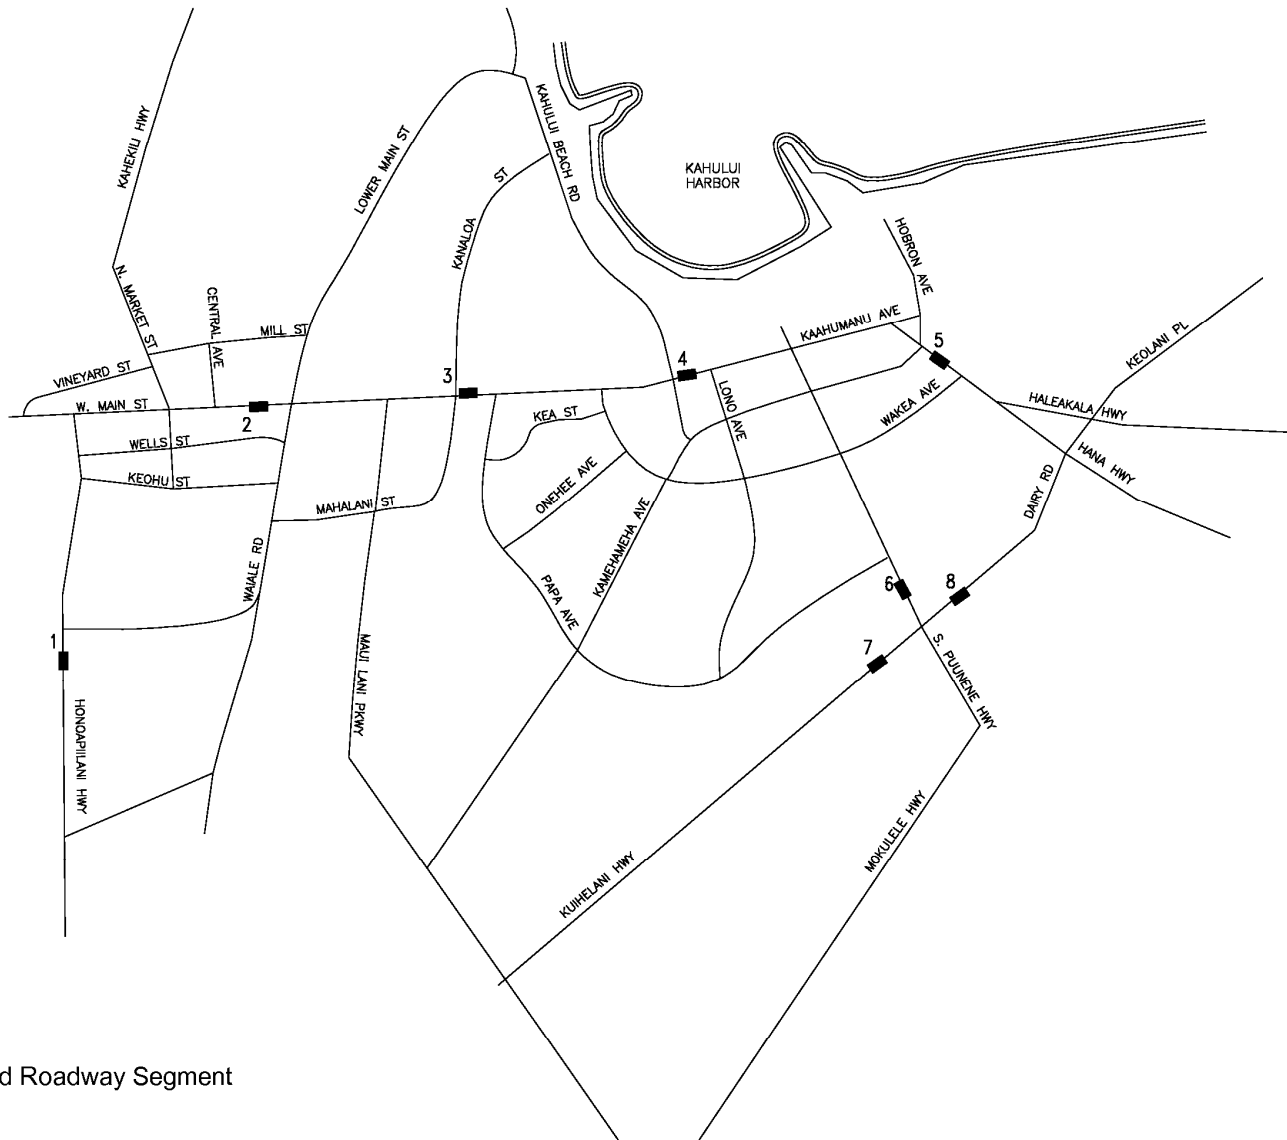 KAHEKILI HWY
LOWER MAIN ST
KAHULUI BEACH RD
KANALOA ST
KAHULUI
HARBOR
HOBRON AVE
N. MARKET ST
CENTRAL AVE
MILL ST
KAAHUMANU AVE
KEOLANI PL
VINEYARD ST
W. MAIN ST
2
3
4
5
LONO AVE
WAKEA AVE
HALEAKALA HWY
KEA ST
WELLS ST
KEOHU ST
ONEHEE AVE
HANA HWY
MAHALANI ST
DAIRY RD
KAMEHAMEHA AVE
WAIALE RD
PAPA AVE
6
8
1
7
MAUI LANI PKWY
S. PUUNENE HWY
HONOAPIILANI HWY
MOKULELE HWY
KUIHELANI HWY
d Roadway Segment